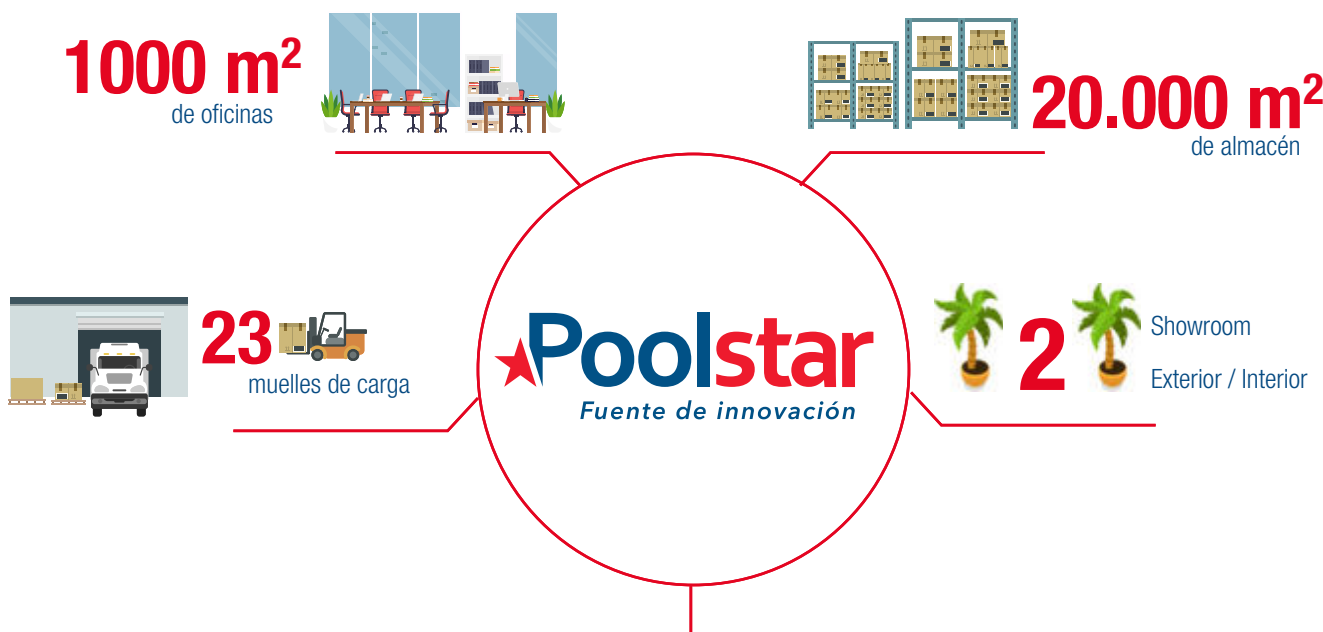 1000 m²
de oficinas
20.000 m²
de almacén
23
muelles de carga
Poolstar
Fuente de innovación
2
Showroom
Exterior / Interior